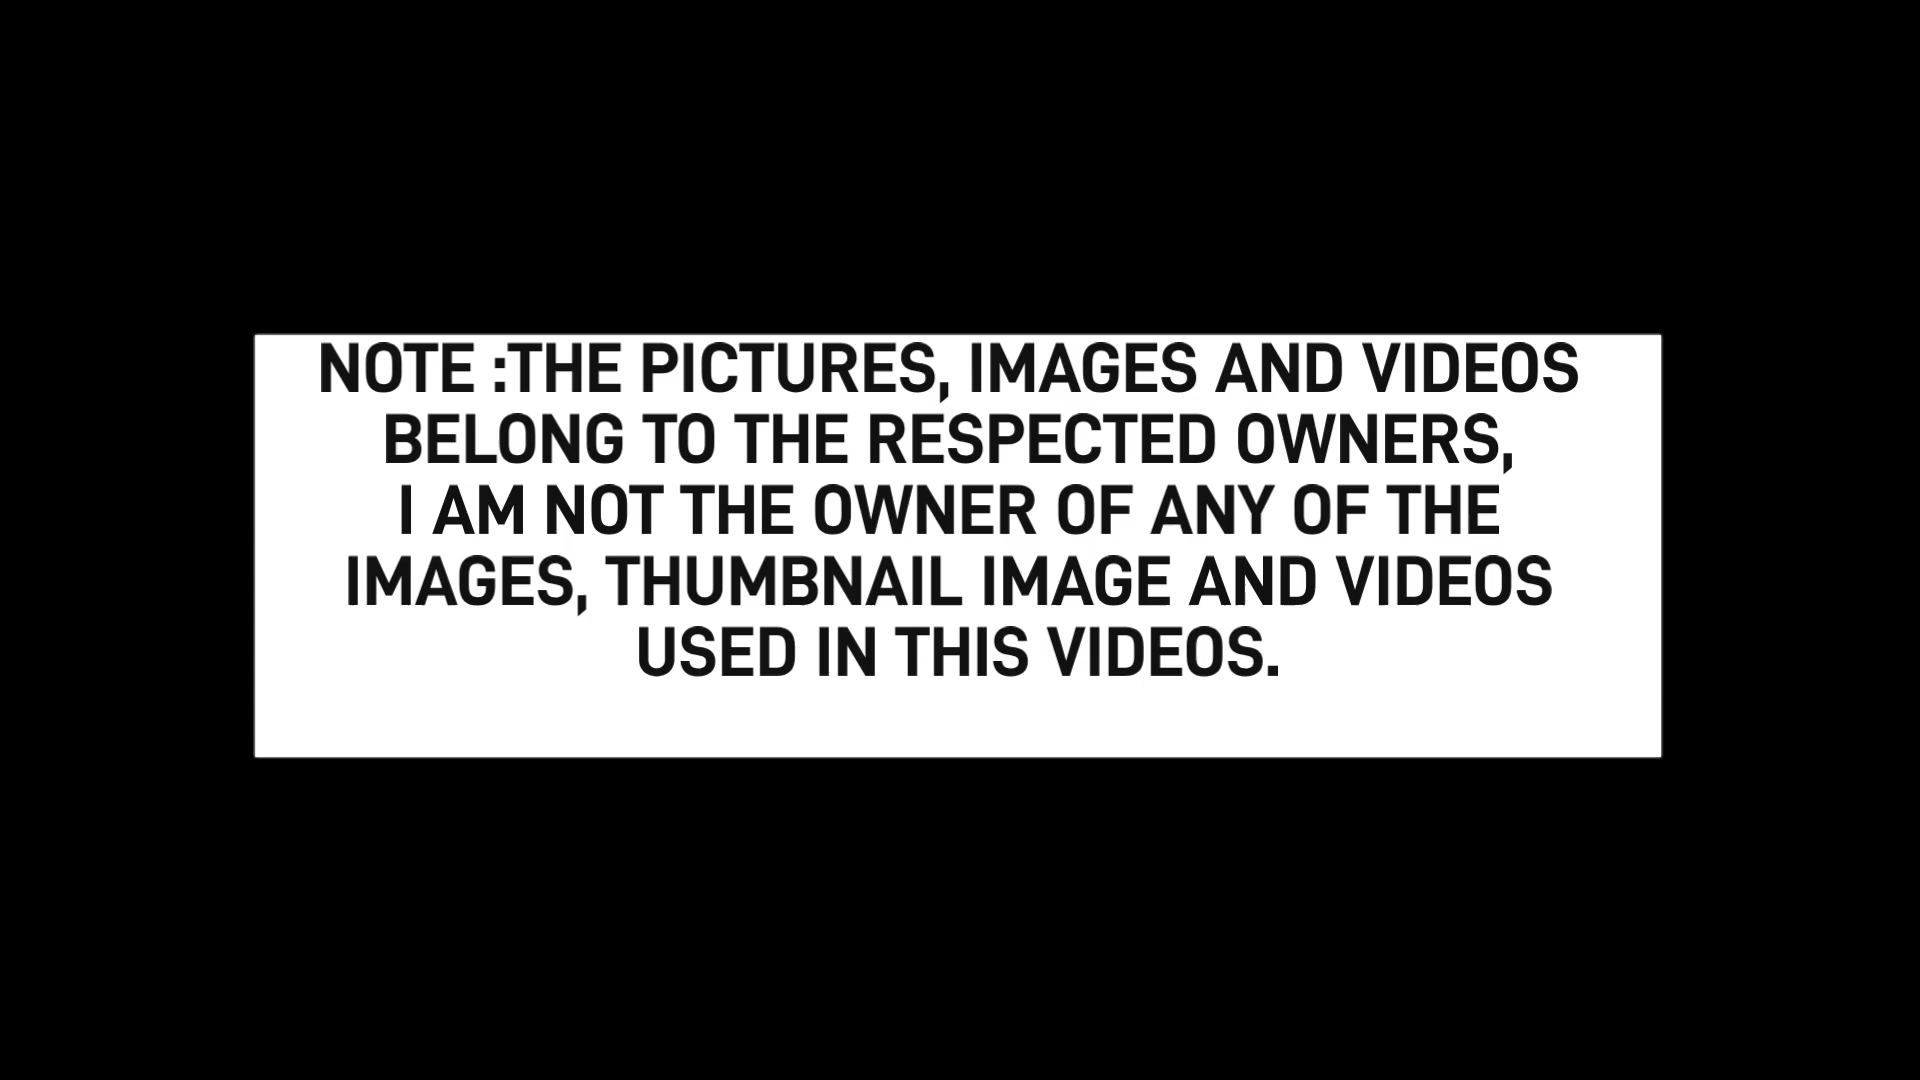 NOTE :THE PICTURES, IMAGES AND VIDEOS
BELONG TO THE RESPECTED OWNERS,
I AM NOT THE OWNER OF ANY OF THE
IMAGES, THUMBNAIL IMAGE AND VIDEOS
USED IN THIS VIDEOS.